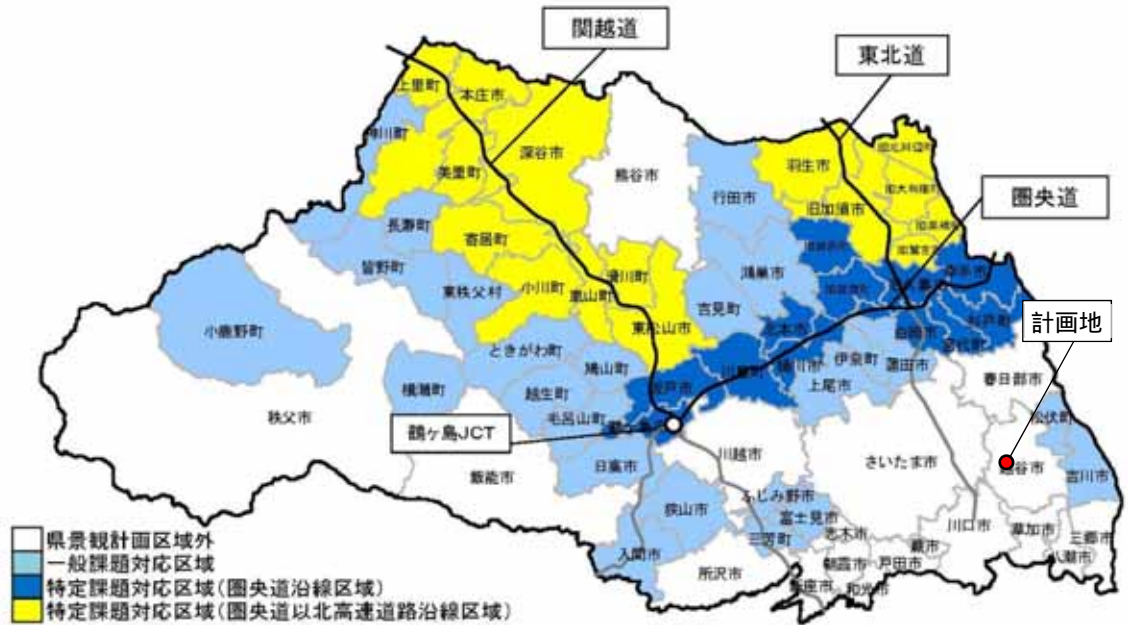 関越道
東北道
圏央道
計画地
鶴ヶ島JCT
上里町
本庄市
神川町
美里町
深谷市
熊谷市
長瀞町
寄居町
皆野町
東秩父村
小川町
嵐山町
滑川町
東松山市
小鹿野町
秩父市
横瀬町
ときがわ町
鳩山町
越生町
毛呂山町
坂戸市
川島町
日高市
飯能市
川越市
狭山市
入間市
所沢市
ふじみ野市
富士見市
三芳町
志木市
朝霞市
新座市
和光市
戸田市
蕨市
川口市
さいたま市
行田市
鴻巣市
吉見町
北本市
桶川市
伊奈町
上尾市
蓮田市
白岡市
羽生市
旧加須市
幸手市
杉戸町
宮代町
春日部市
松伏町
越谷市
吉川市
草加市
三郷市
八潮市
県景観計画区域外
一般課題対応区域
特定課題対応区域(圏央道沿線区域)
特定課題対応区域(圏央道以北高速道路沿線区域)